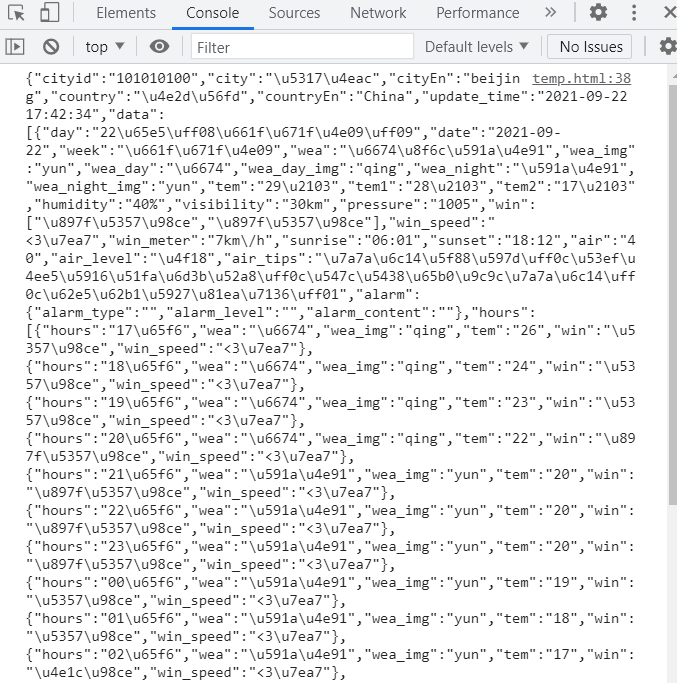 Elements Console Sources Network Performance »
top ▼ Filter Default levels ▼ No Issues
{"cityid":"101010100","city":"\u5317\u4eac","cityEn":"beijin temp.html:38
g","country":"\u4e2d\u56fd","countryEn":"China","update_time":"2021-09-22
17:42:34","data":
[{"day":"22\u65e5\uff08\u661f\u671f\u4e09\uff09","date":"2021-09-
22","week":"\u661f\u671f\u4e09","wea":"\u6674\u8f6c\u591a\u4e91","wea_img"
:"yun","wea_day":"\u6674","wea_day_img":"qing","wea_night":"\u591a\u4e91",
"wea_night_img":"yun","tem":"29\u2103","tem1":"28\u2103","tem2":"17\u2103"
,"humidity":"40%","visibility":"30km","pressure":"1005","win":
["\u897f\u5357\u98ce","\u897f\u5357\u98ce"],"win_speed":"
<3\u7ea7","win_meter":"7km\/h","sunrise":"06:01","sunset":"18:12","air":"4
0","air_level":"\u4f18","air_tips":"\u7a7a\u6c14\u5f88\u597d\uff0c\u53ef\u
4ee5\u5916\u51fa\u6d3b\u52a8\uff0c\u547c\u5438\u65b0\u9c9c\u7a7a\u6c14\uff
0c\u62e5\u62b1\u5927\u81ea\u7136\uff01","alarm":
{"alarm_type":"","alarm_level":"","alarm_content":""},"hours":
[{"hours":"17\u65f6","wea":"\u6674","wea_img":"qing","tem":"26","win":"\u5
357\u98ce","win_speed":"<3\u7ea7"},
{"hours":"18\u65f6","wea":"\u6674","wea_img":"qing","tem":"24","win":"\u53
57\u98ce","win_speed":"<3\u7ea7"},
{"hours":"19\u65f6","wea":"\u6674","wea_img":"qing","tem":"23","win":"\u53
57\u98ce","win_speed":"<3\u7ea7"},
{"hours":"20\u65f6","wea":"\u6674","wea_img":"qing","tem":"22","win":"\u89
7f\u5357\u98ce","win_speed":"<3\u7ea7"},
{"hours":"21\u65f6","wea":"\u591a\u4e91","wea_img":"yun","tem":"20","win":
"\u897f\u5357\u98ce","win_speed":"<3\u7ea7"},
{"hours":"22\u65f6","wea":"\u591a\u4e91","wea_img":"yun","tem":"20","win":
"\u897f\u5357\u98ce","win_speed":"<3\u7ea7"},
{"hours":"23\u65f6","wea":"\u591a\u4e91","wea_img":"yun","tem":"20","win":
"\u897f\u5357\u98ce","win_speed":"<3\u7ea7"},
{"hours":"00\u65f6","wea":"\u591a\u4e91","wea_img":"yun","tem":"19","win":
"\u5357\u98ce","win_speed":"<3\u7ea7"},
{"hours":"01\u65f6","wea":"\u591a\u4e91","wea_img":"yun","tem":"18","win":
"\u5357\u98ce","win_speed":"<3\u7ea7"},
{"hours":"02\u65f6","wea":"\u591a\u4e91","wea_img":"yun","tem":"17","win":
"\u4e1c\u98ce","win_speed":"<3\u7ea7"},